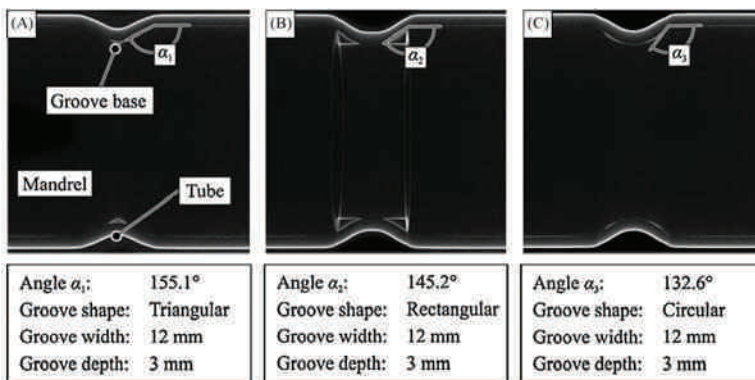 (A)
α₁
Groove base
Mandrel
Tube
(B)
α₂
(C)
α₃
Angle α₁: 155.1°
Groove shape: Triangular
Groove width: 12 mm
Groove depth: 3 mm
Angle α₂: 145.2°
Groove shape: Rectangular
Groove width: 12 mm
Groove depth: 3 mm
Angle α₃: 132.6°
Groove shape: Circular
Groove width: 12 mm
Groove depth: 3 mm